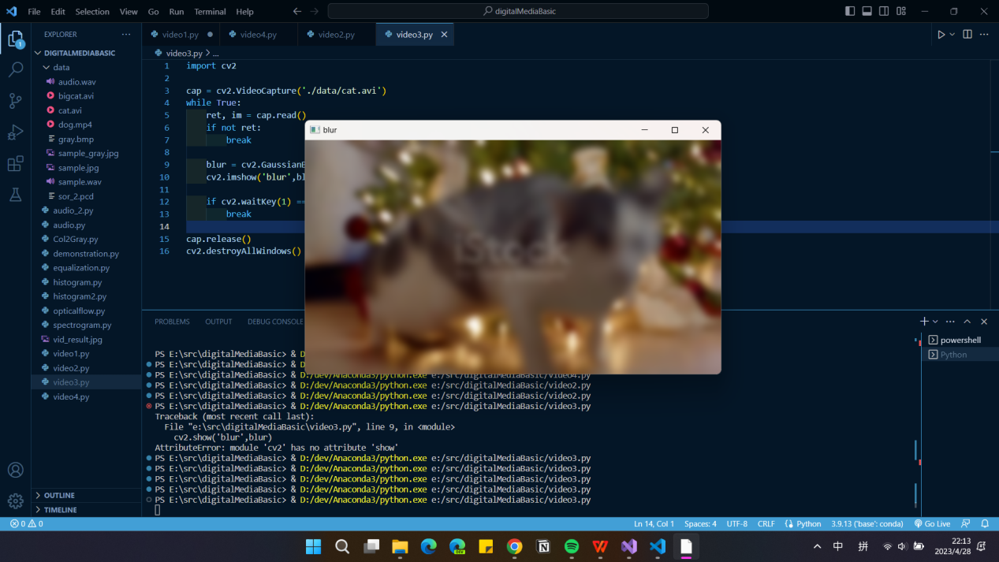 File Edit Selection View Go Run Terminal Help
digitalMediaBasic
EXPLORER
1
DIGITALMEDIABASIC
data
audio.wav
bigcat.avi
cat.avi
dog.mp4
gray.bmp
sample_gray.jpg
sample.jpg
sample.wav
sor_2.pcd
audio_2.py
audio.py
Col2Gray.py
demonstration.py
equalization.py
histogram.py
histogram2.py
opticalflow.py
spectrogram.py
vid_result.jpg
video1.py
video2.py
video3.py
video4.py
OUTLINE
TIMELINE
video1.py video4.py video2.py video3.py
video3.py > ...
1 import cv2
2
3 cap = cv2.VideoCapture('./data/cat.avi')
4 while True:
5 ret, im = cap.read()
6 if not ret:
7 break
8
9 blur = cv2.Gaussian
10 cv2.imshow('blur',bl
11
12 if cv2.waitKey(1) ==
13 break
14
15 cap.release()
16 cv2.destroyAllWindows()
blur
iStock
PROBLEMS OUTPUT DEBUG CONSOLE
powershell
Python
PS E:\src\digitalMediaBasic> & D
PS E:\src\digitalMediaBasic> & D
PS E:\src\digitalMediaBasic> & D:/dev/Anaconda3/python.exe e:/src/digitalMediaBasic/video4.py
PS E:\src\digitalMediaBasic> & D:/dev/Anaconda3/python.exe e:/src/digitalMediaBasic/video2.py
PS E:\src\digitalMediaBasic> & D:/dev/Anaconda3/python.exe e:/src/digitalMediaBasic/video3.py
Traceback (most recent call last):
File "e:\src\digitalMediaBasic\video3.py", line 9, in <module>
cv2.show('blur',blur)
AttributeError: module 'cv2' has no attribute 'show'
PS E:\src\digitalMediaBasic> & D:/dev/Anaconda3/python.exe e:/src/digitalMediaBasic/video3.py
PS E:\src\digitalMediaBasic> & D:/dev/Anaconda3/python.exe e:/src/digitalMediaBasic/video3.py
PS E:\src\digitalMediaBasic> & D:/dev/Anaconda3/python.exe e:/src/digitalMediaBasic/video3.py
PS E:\src\digitalMediaBasic> & D:/dev/Anaconda3/python.exe e:/src/digitalMediaBasic/video3.py
PS E:\src\digitalMediaBasic> & D:/dev/Anaconda3/python.exe e:/src/digitalMediaBasic/video3.py
0 0 Ln 14, Col 1 Spaces: 4 UTF-8 CRLF Python 3.9.13 ('base': conda) Go Live
中 拼 22:13
2023/4/28